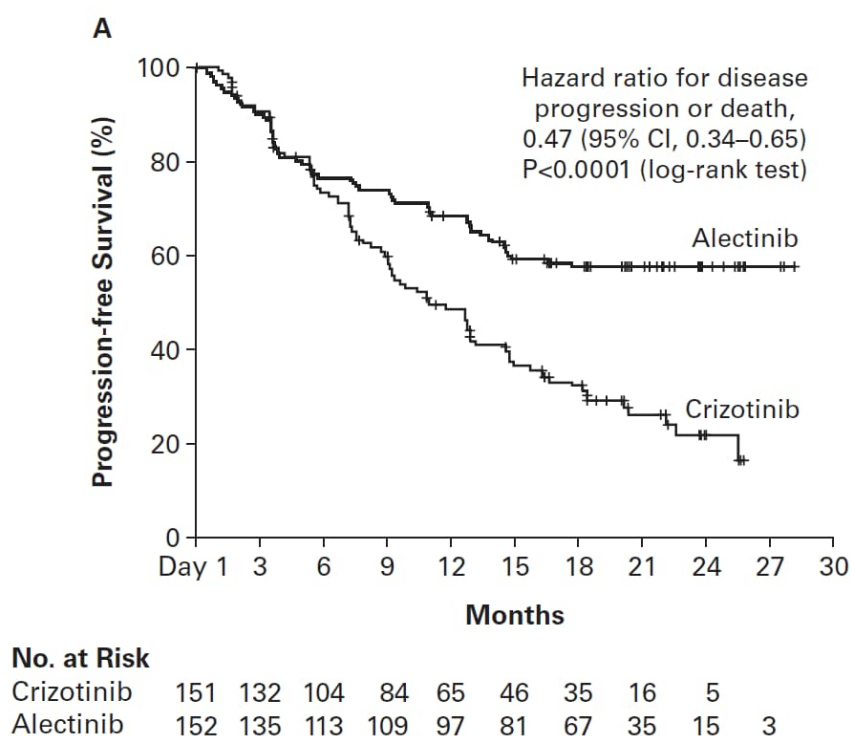 A
Progression-free Survival (%)
100
80
60
40
20
0
Hazard ratio for disease
progression or death,
0.47 (95% CI, 0.34–0.65)
P<0.0001 (log-rank test)
Alectinib
Crizotinib
Day 1 3 6 9 12 15 18 21 24 27 30
Months
No. at Risk
Crizotinib 151 132 104 84 65 46 35 16 5
Alectinib 152 135 113 109 97 81 67 35 15 3